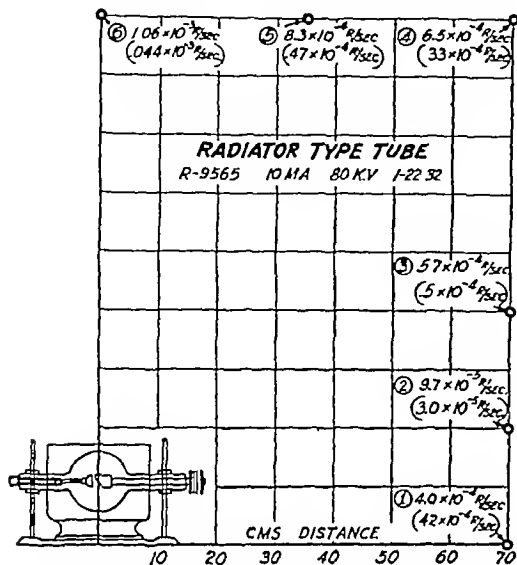 ⑥ 1.06×10⁻³ R/SEC
(.044×10⁻³ R/SEC)
⑤ 8.3×10⁻⁴ R/SEC
(.47×10⁻⁴ R/SEC)
④ 6.5×10⁻⁴ R/SEC
(.33×10⁻⁴ R/SEC)
RADIATOR TYPE TUBE
R-9565 10 MA 80 KV 1-22 32
③ 5.7×10⁻⁴ R/SEC
(.5×10⁻⁴ R/SEC)
② 9.7×10⁻⁵ R/SEC
(3.0×10⁻⁵ R/SEC)
① 4.0×10⁻⁴ R/SEC
(.42×10⁻⁴ R/SEC)
CMS DISTANCE
10 20 30 40 50 60 70